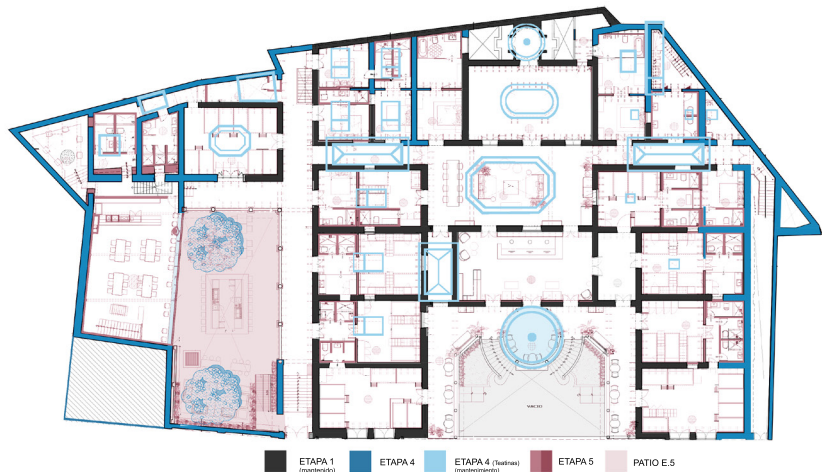 VACIO
ETAPA 1
(mantenido)
ETAPA 4
ETAPA 4 (Teatinas)
(mantenimiento)
ETAPA 5
PATIO E.5